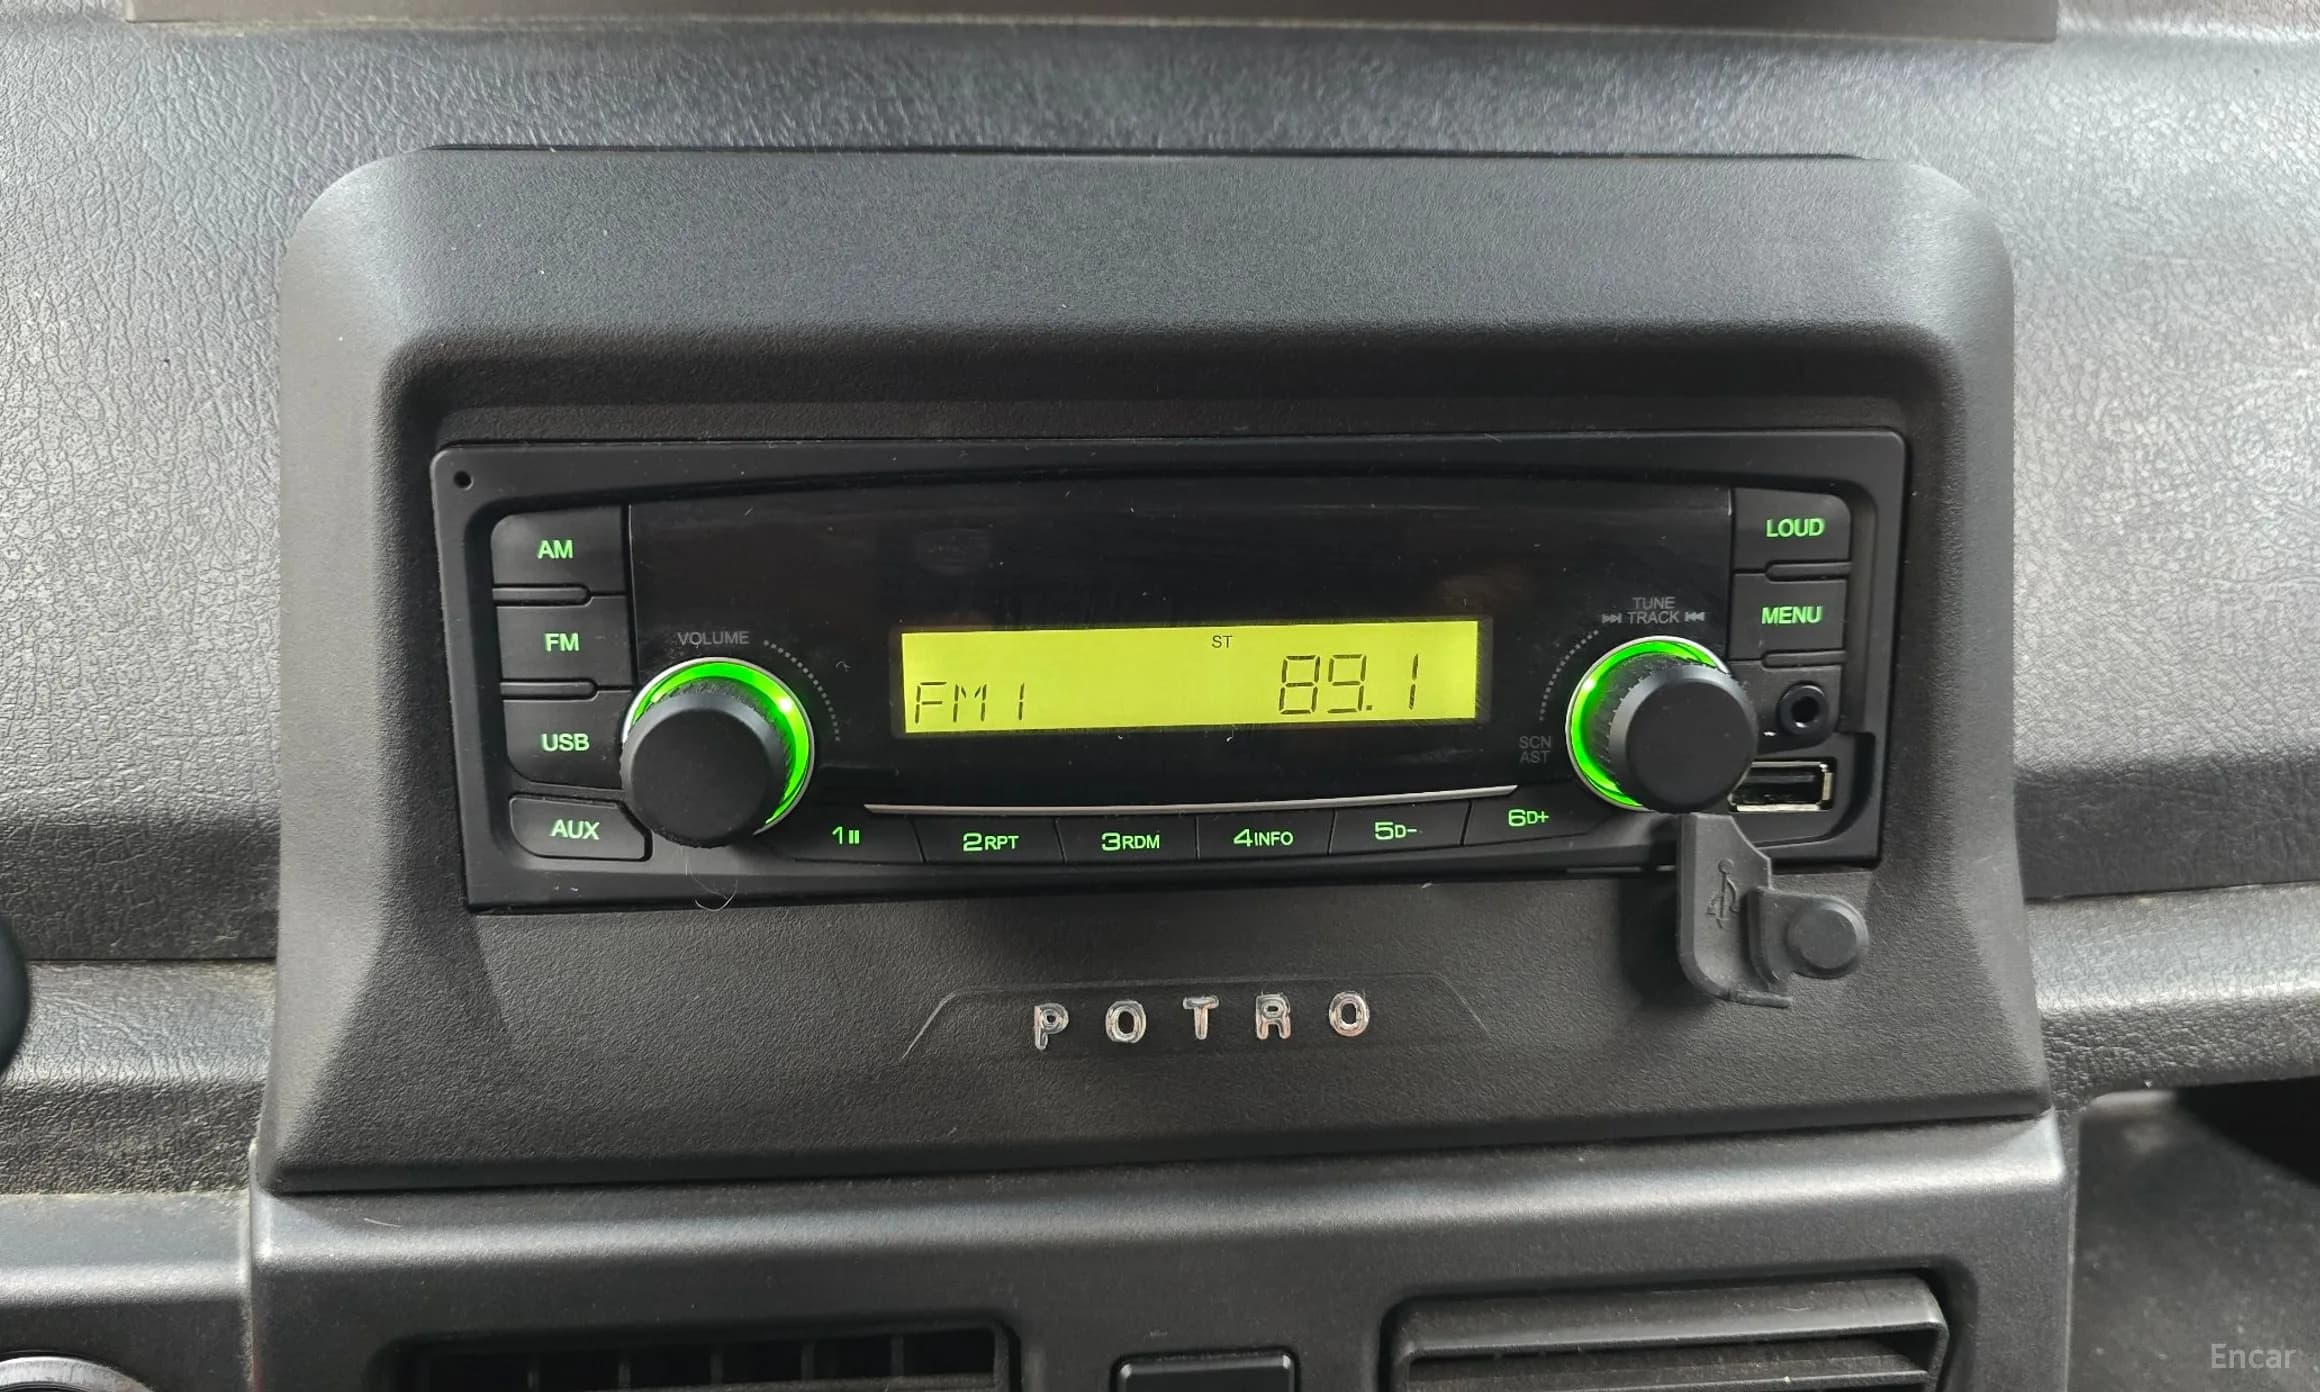 AM
FM
USB
AUX
VOLUME
ST
FM1 89.1
TUNE
TRACK
SCN
AST
LOUD
MENU
1
2RPT
3RDM
4INFO
5D-
6D+
POTRO
Encar